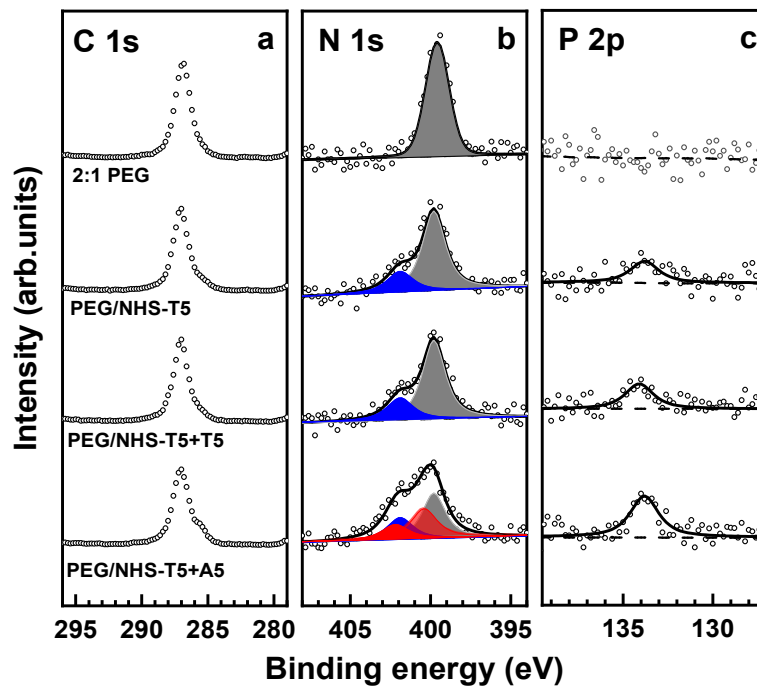 C 1s a
N 1s b
P 2p c
2:1 PEG
PEG/NHS-T5
PEG/NHS-T5+T5
PEG/NHS-T5+A5
Intensity (arb.units)
295 290 285 280
405 400 395
135 130
Binding energy (eV)